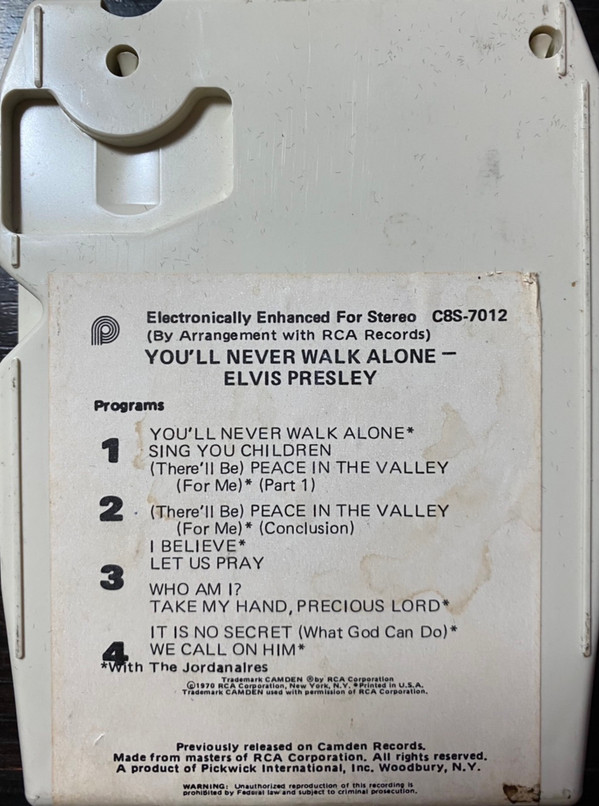 Electronically Enhanced For Stereo C8S-7012
(By Arrangement with RCA Records)
YOU'LL NEVER WALK ALONE —
ELVIS PRESLEY
Programs
1
YOU'LL NEVER WALK ALONE*
SING YOU CHILDREN
(There'll Be) PEACE IN THE VALLEY
(For Me)* (Part 1)
2
(There'll Be) PEACE IN THE VALLEY
(For Me)* (Conclusion)
I BELIEVE*
LET US PRAY
3
WHO AM I?
TAKE MY HAND, PRECIOUS LORD*
4
IT IS NO SECRET (What God Can Do)*
WE CALL ON HIM*
*With The Jordanaires
Trademark CAMDEN ®by RCA Corporation
©1970 RCA Corporation, New York, N.Y. •Printed in U.S.A.
Trademark CAMDEN used with permission of RCA Corporation.
Previously released on Camden Records.
Made from masters of RCA Corporation. All rights reserved.
A product of Pickwick International, Inc. Woodbury, N.Y.
WARNING: Unauthorized reproduction of this recording is
prohibited by Federal law and subject to criminal prosecution.